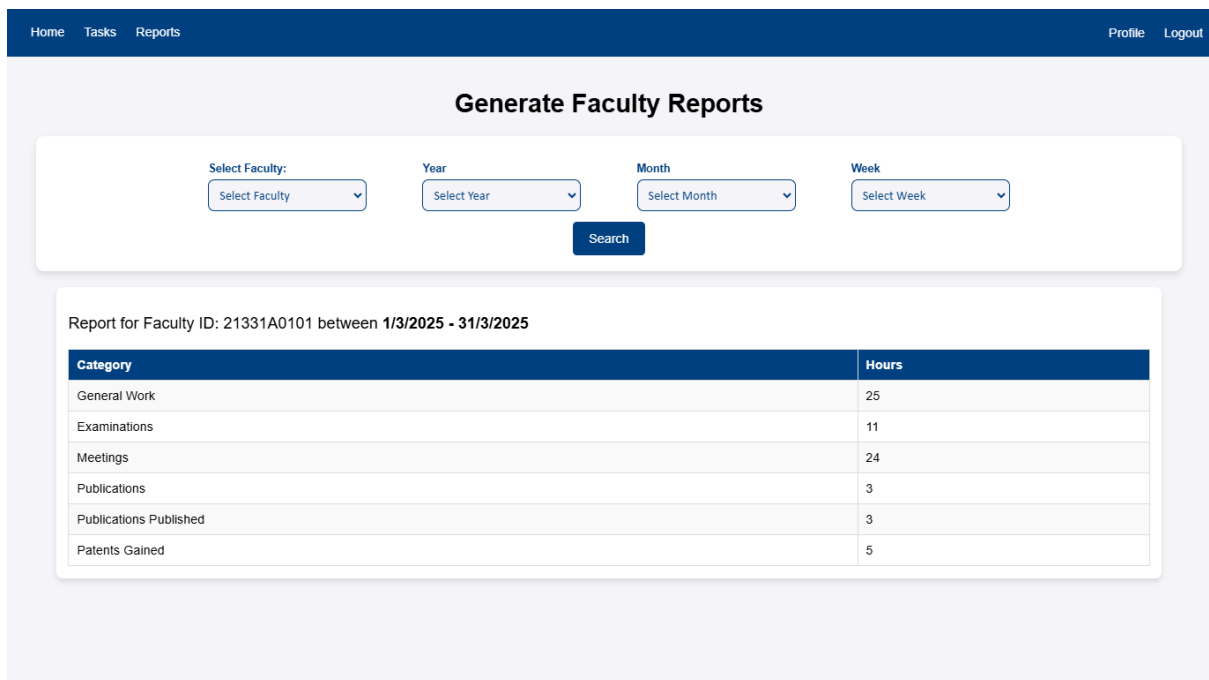 Home Tasks Reports Profile Logout
Generate Faculty Reports
Select Faculty: Year Month Week
Select Faculty Select Year Select Month Select Week
Search
Report for Faculty ID: 21331A0101 between 1/3/2025 - 31/3/2025
Category Hours
General Work 25
Examinations 11
Meetings 24
Publications 3
Publications Published 3
Patents Gained 5